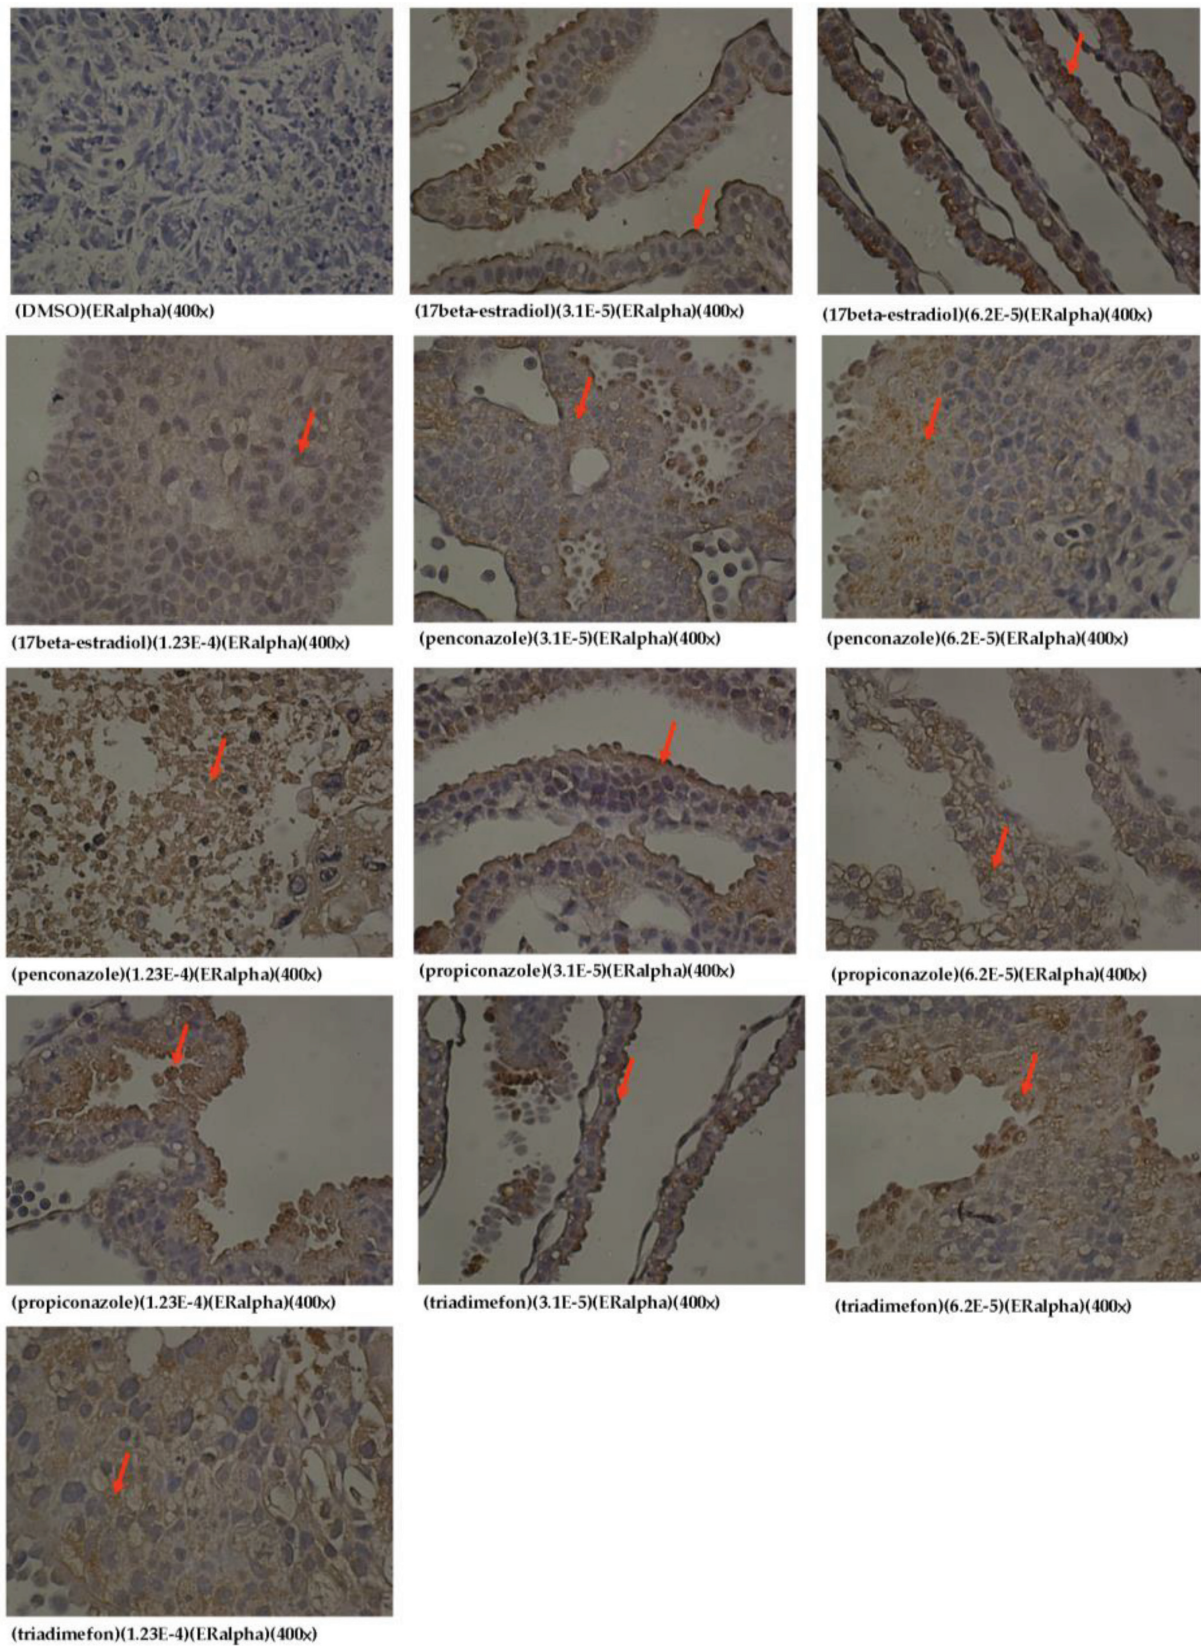 (DMSO)(ERalpha)(400x)
(17beta-estradiol)(3.1E-5)(ERalpha)(400x)
(17beta-estradiol)(6.2E-5)(ERalpha)(400x)
(17beta-estradiol)(1.23E-4)(ERalpha)(400x)
(penconazole)(3.1E-5)(ERalpha)(400x)
(penconazole)(6.2E-5)(ERalpha)(400x)
(penconazole)(1.23E-4)(ERalpha)(400x)
(propiconazole)(3.1E-5)(ERalpha)(400x)
(propiconazole)(6.2E-5)(ERalpha)(400x)
(propiconazole)(1.23E-4)(ERalpha)(400x)
(triadimefon)(3.1E-5)(ERalpha)(400x)
(triadimefon)(6.2E-5)(ERalpha)(400x)
(triadimefon)(1.23E-4)(ERalpha)(400x)